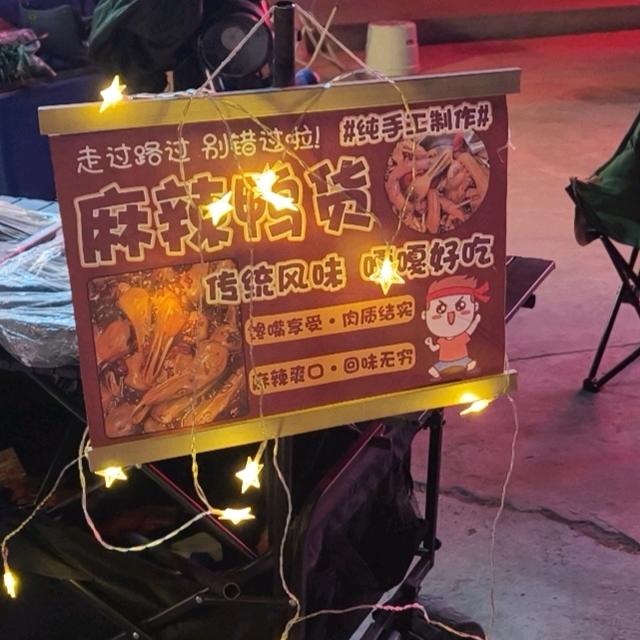 走过路过 别错过啦!
#纯手工制作#
麻辣鸭货
传统风味 嘎嘎好吃
馋嘴享受·肉质结实
麻辣爽口·回味无穷